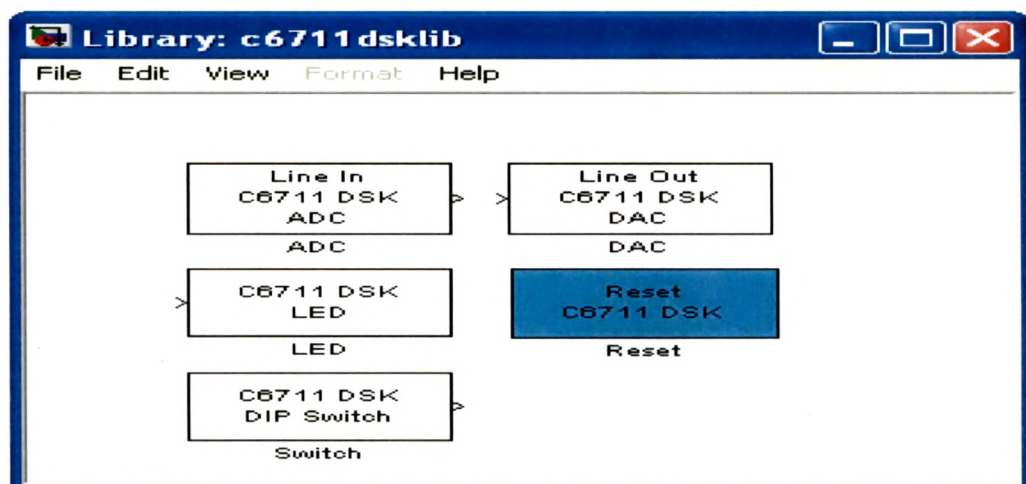 Library: c6711dsklib
File Edit View Format Help
Line In
C6711 DSK
ADC
ADC
Line Out
C6711 DSK
DAC
DAC
C6711 DSK
LED
LED
Reset
C6711 DSK
Reset
C6711 DSK
DIP Switch
Switch